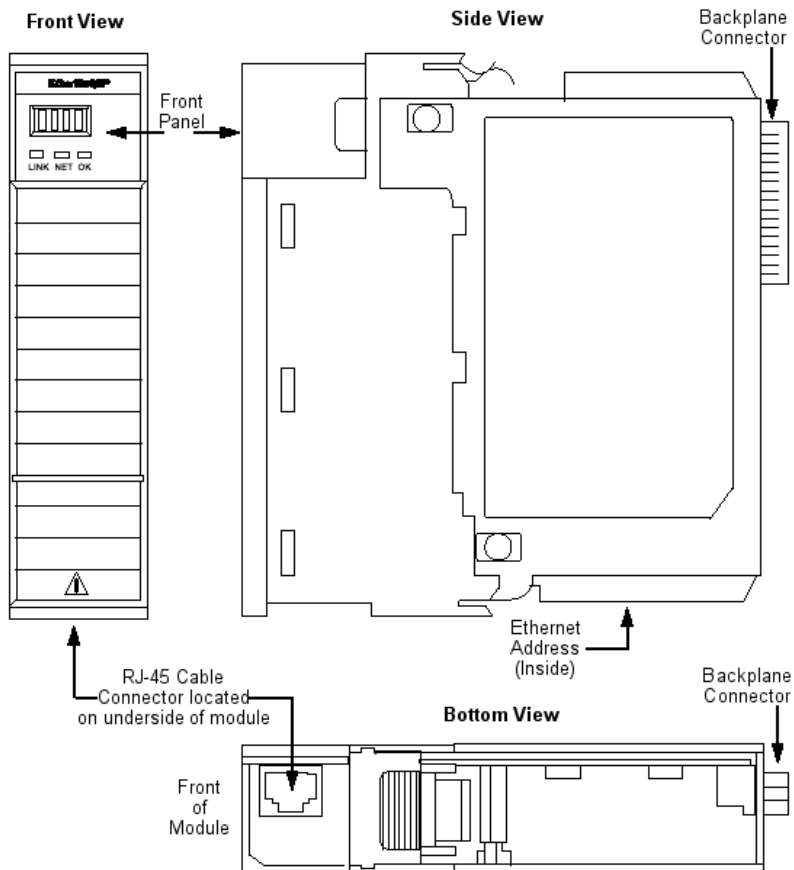 Front View
Side View
Backplane
Connector
Front
Panel
LINK NET OK
Ethernet
Address
(Inside)
RJ-45 Cable
Connector located
on underside of module
Bottom View
Backplane
Connector
Front
of
Module